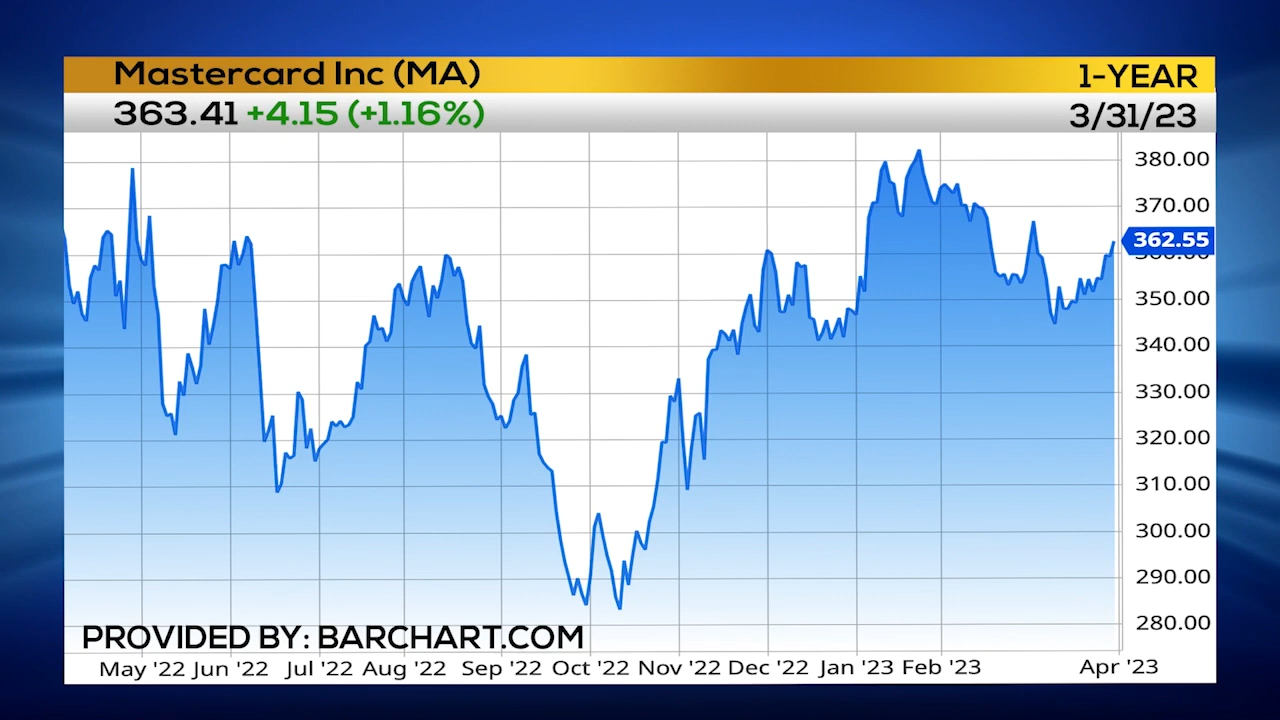 Mastercard Inc (MA)
1-YEAR
363.41 +4.15 (+1.16%)
3/31/23
380.00
370.00
362.55
360.00
350.00
340.00
330.00
320.00
310.00
300.00
290.00
280.00
PROVIDED BY: BARCHART.COM
May '22 Jun '22 Jul '22 Aug '22 Sep '22 Oct '22 Nov '22 Dec '22 Jan '23 Feb '23 Apr '23